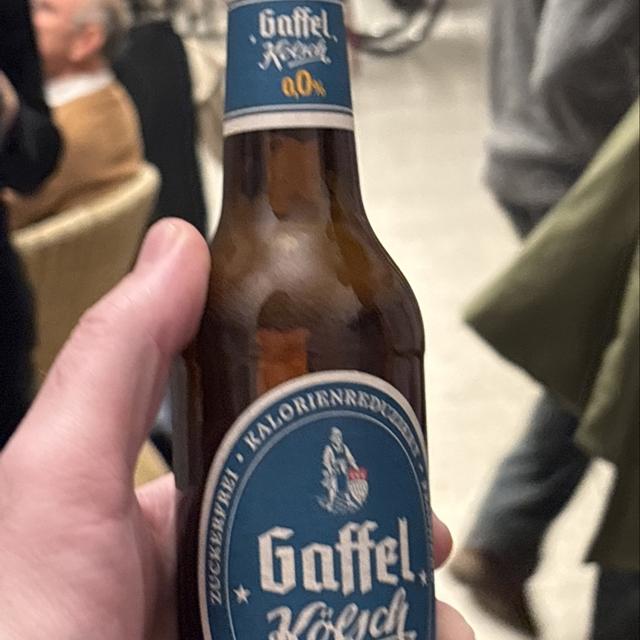 Gaffel
Kölsch
0,0%
ZUCKERFREI • KALORIENREDUZIERT •
Gaffel
Kölsch